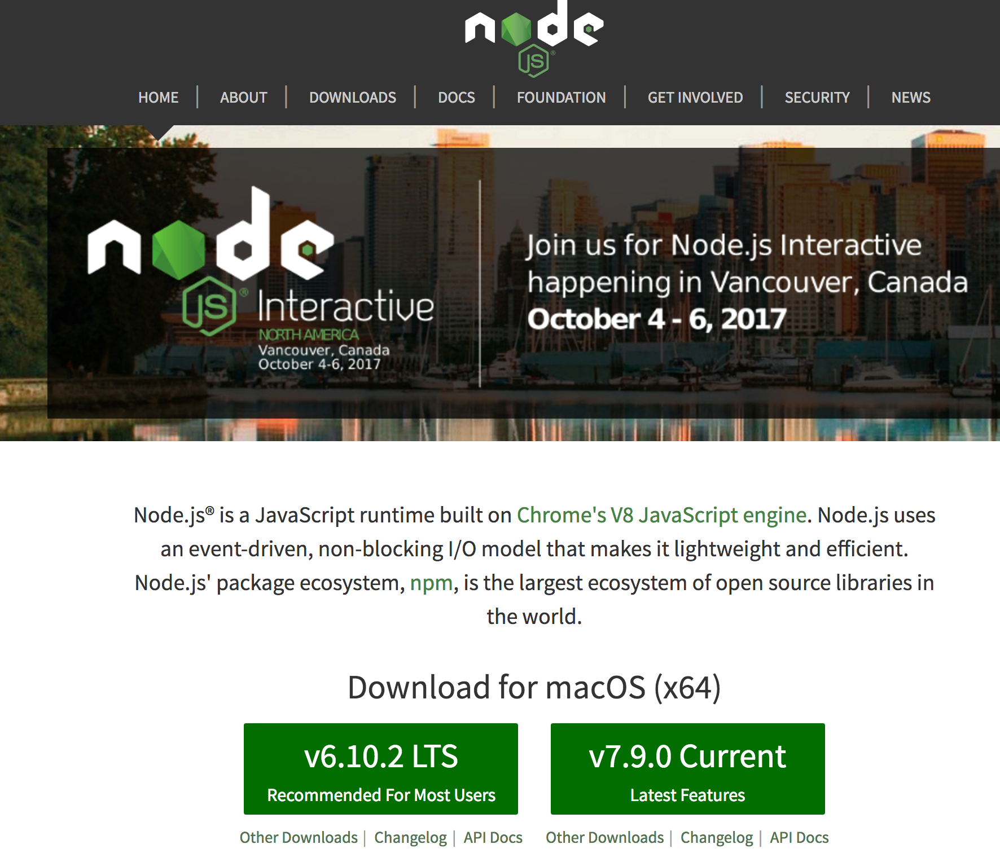 node
JS®
HOME | ABOUT | DOWNLOADS | DOCS | FOUNDATION | GET INVOLVED | SECURITY | NEWS
node
JS® Interactive
NORTH AMERICA
Vancouver, Canada
October 4-6, 2017
Join us for Node.js Interactive
happening in Vancouver, Canada
October 4 - 6, 2017
Node.js® is a JavaScript runtime built on Chrome's V8 JavaScript engine. Node.js uses
an event-driven, non-blocking I/O model that makes it lightweight and efficient.
Node.js' package ecosystem, npm, is the largest ecosystem of open source libraries in
the world.
Download for macOS (x64)
v6.10.2 LTS
Recommended For Most Users
v7.9.0 Current
Latest Features
Other Downloads | Changelog | API Docs
Other Downloads | Changelog | API Docs